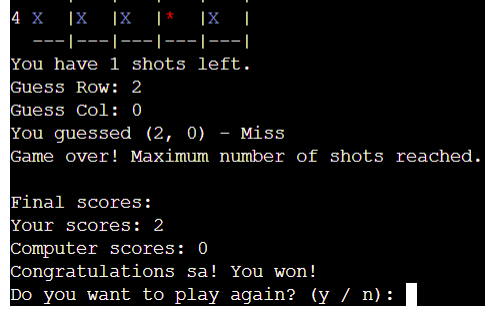 4 X |X |X |* |X |
---|---|---|---|---|
You have 1 shots left.
Guess Row: 2
Guess Col: 0
You guessed (2, 0) - Miss
Game over! Maximum number of shots reached.
Final scores:
Your scores: 2
Computer scores: 0
Congratulations sa! You won!
Do you want to play again? (y / n):